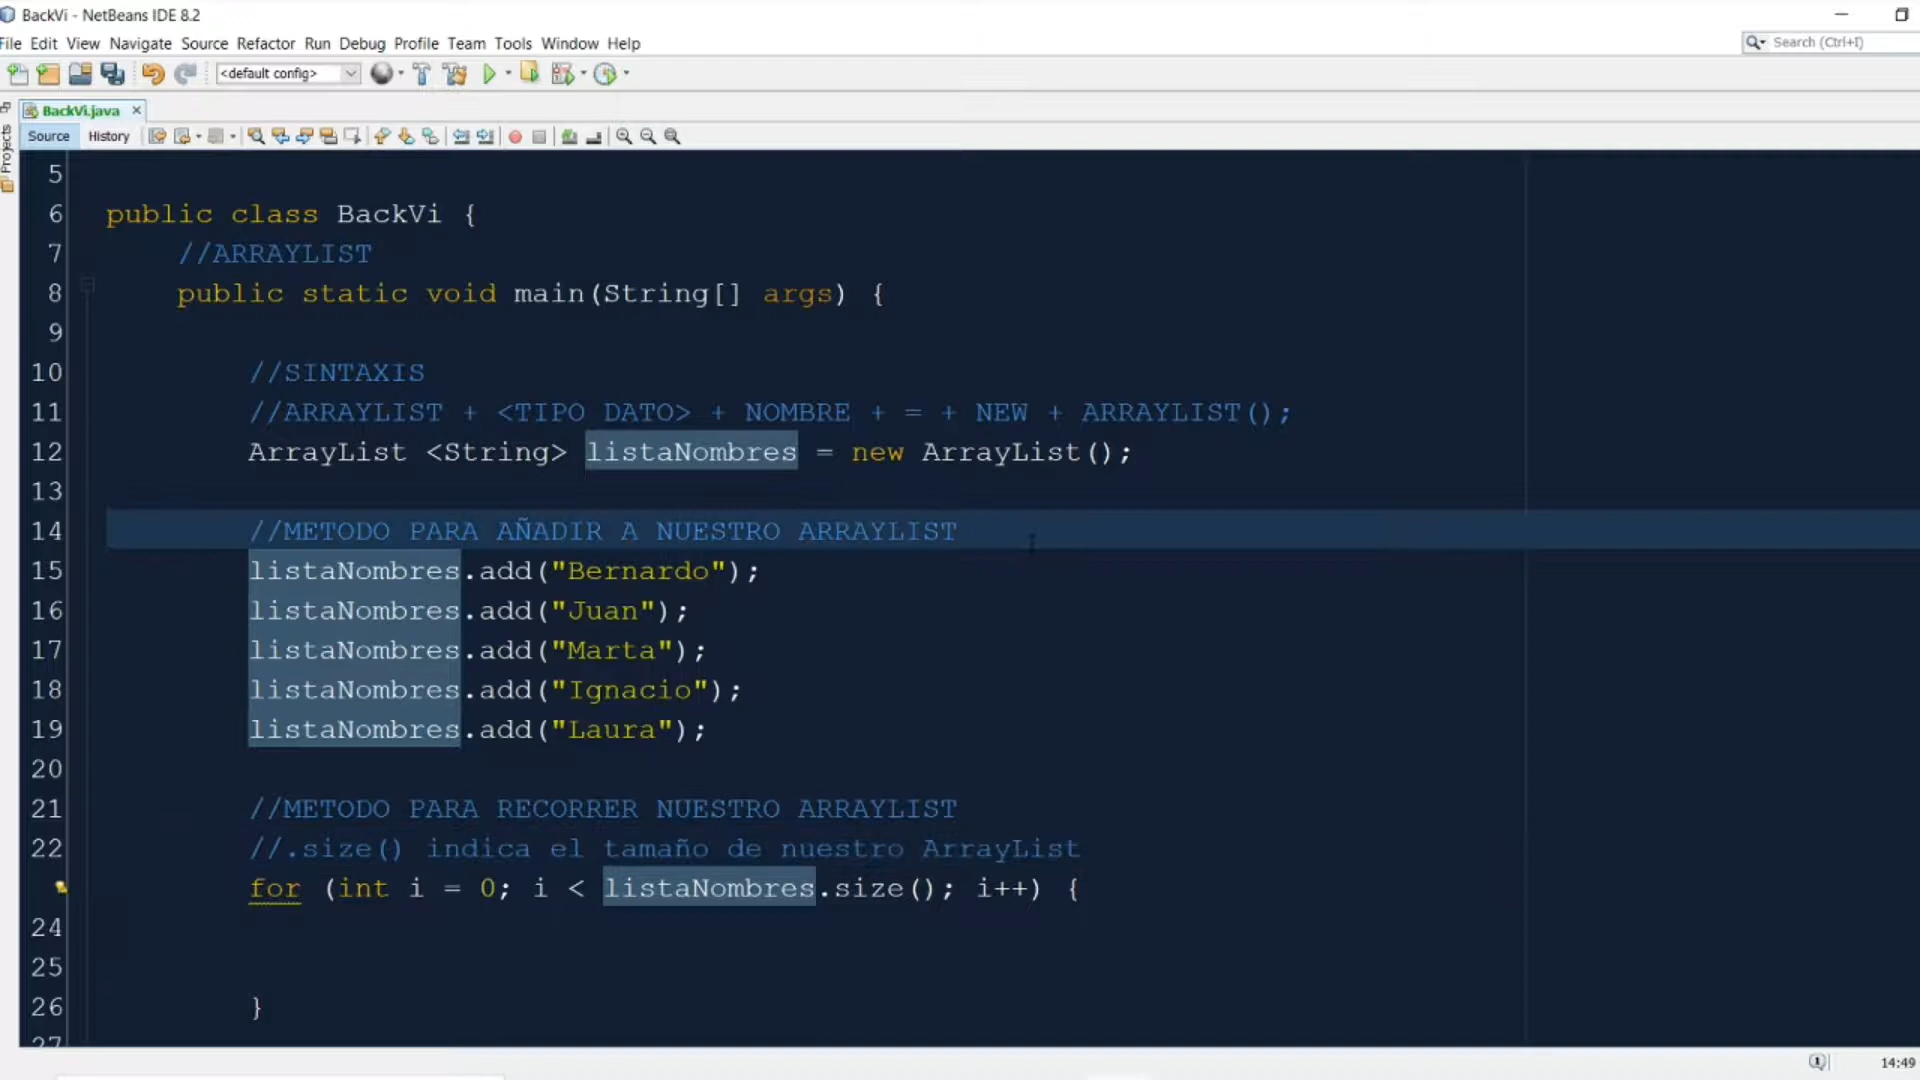 BackVi - NetBeans IDE 8.2
File Edit View Navigate Source Refactor Run Debug Profile Team Tools Window Help
Search (Ctrl+I)
<default config>
BackVi.java
Source History
Projects
5
6 public class BackVi {
7 //ARRAYLIST
8 public static void main(String[] args) {
9
10 //SINTAXIS
11 //ARRAYLIST + <TIPO DATO> + NOMBRE + = + NEW + ARRAYLIST();
12 ArrayList <String> listaNombres = new ArrayList();
13
14 //METODO PARA AÑADIR A NUESTRO ARRAYLIST
15 listaNombres.add("Bernardo");
16 listaNombres.add("Juan");
17 listaNombres.add("Marta");
18 listaNombres.add("Ignacio");
19 listaNombres.add("Laura");
20
21 //METODO PARA RECORRER NUESTRO ARRAYLIST
22 //.size() indica el tamaño de nuestro ArrayList
for (int i = 0; i < listaNombres.size(); i++) {
24
25
26 }
27
14:49